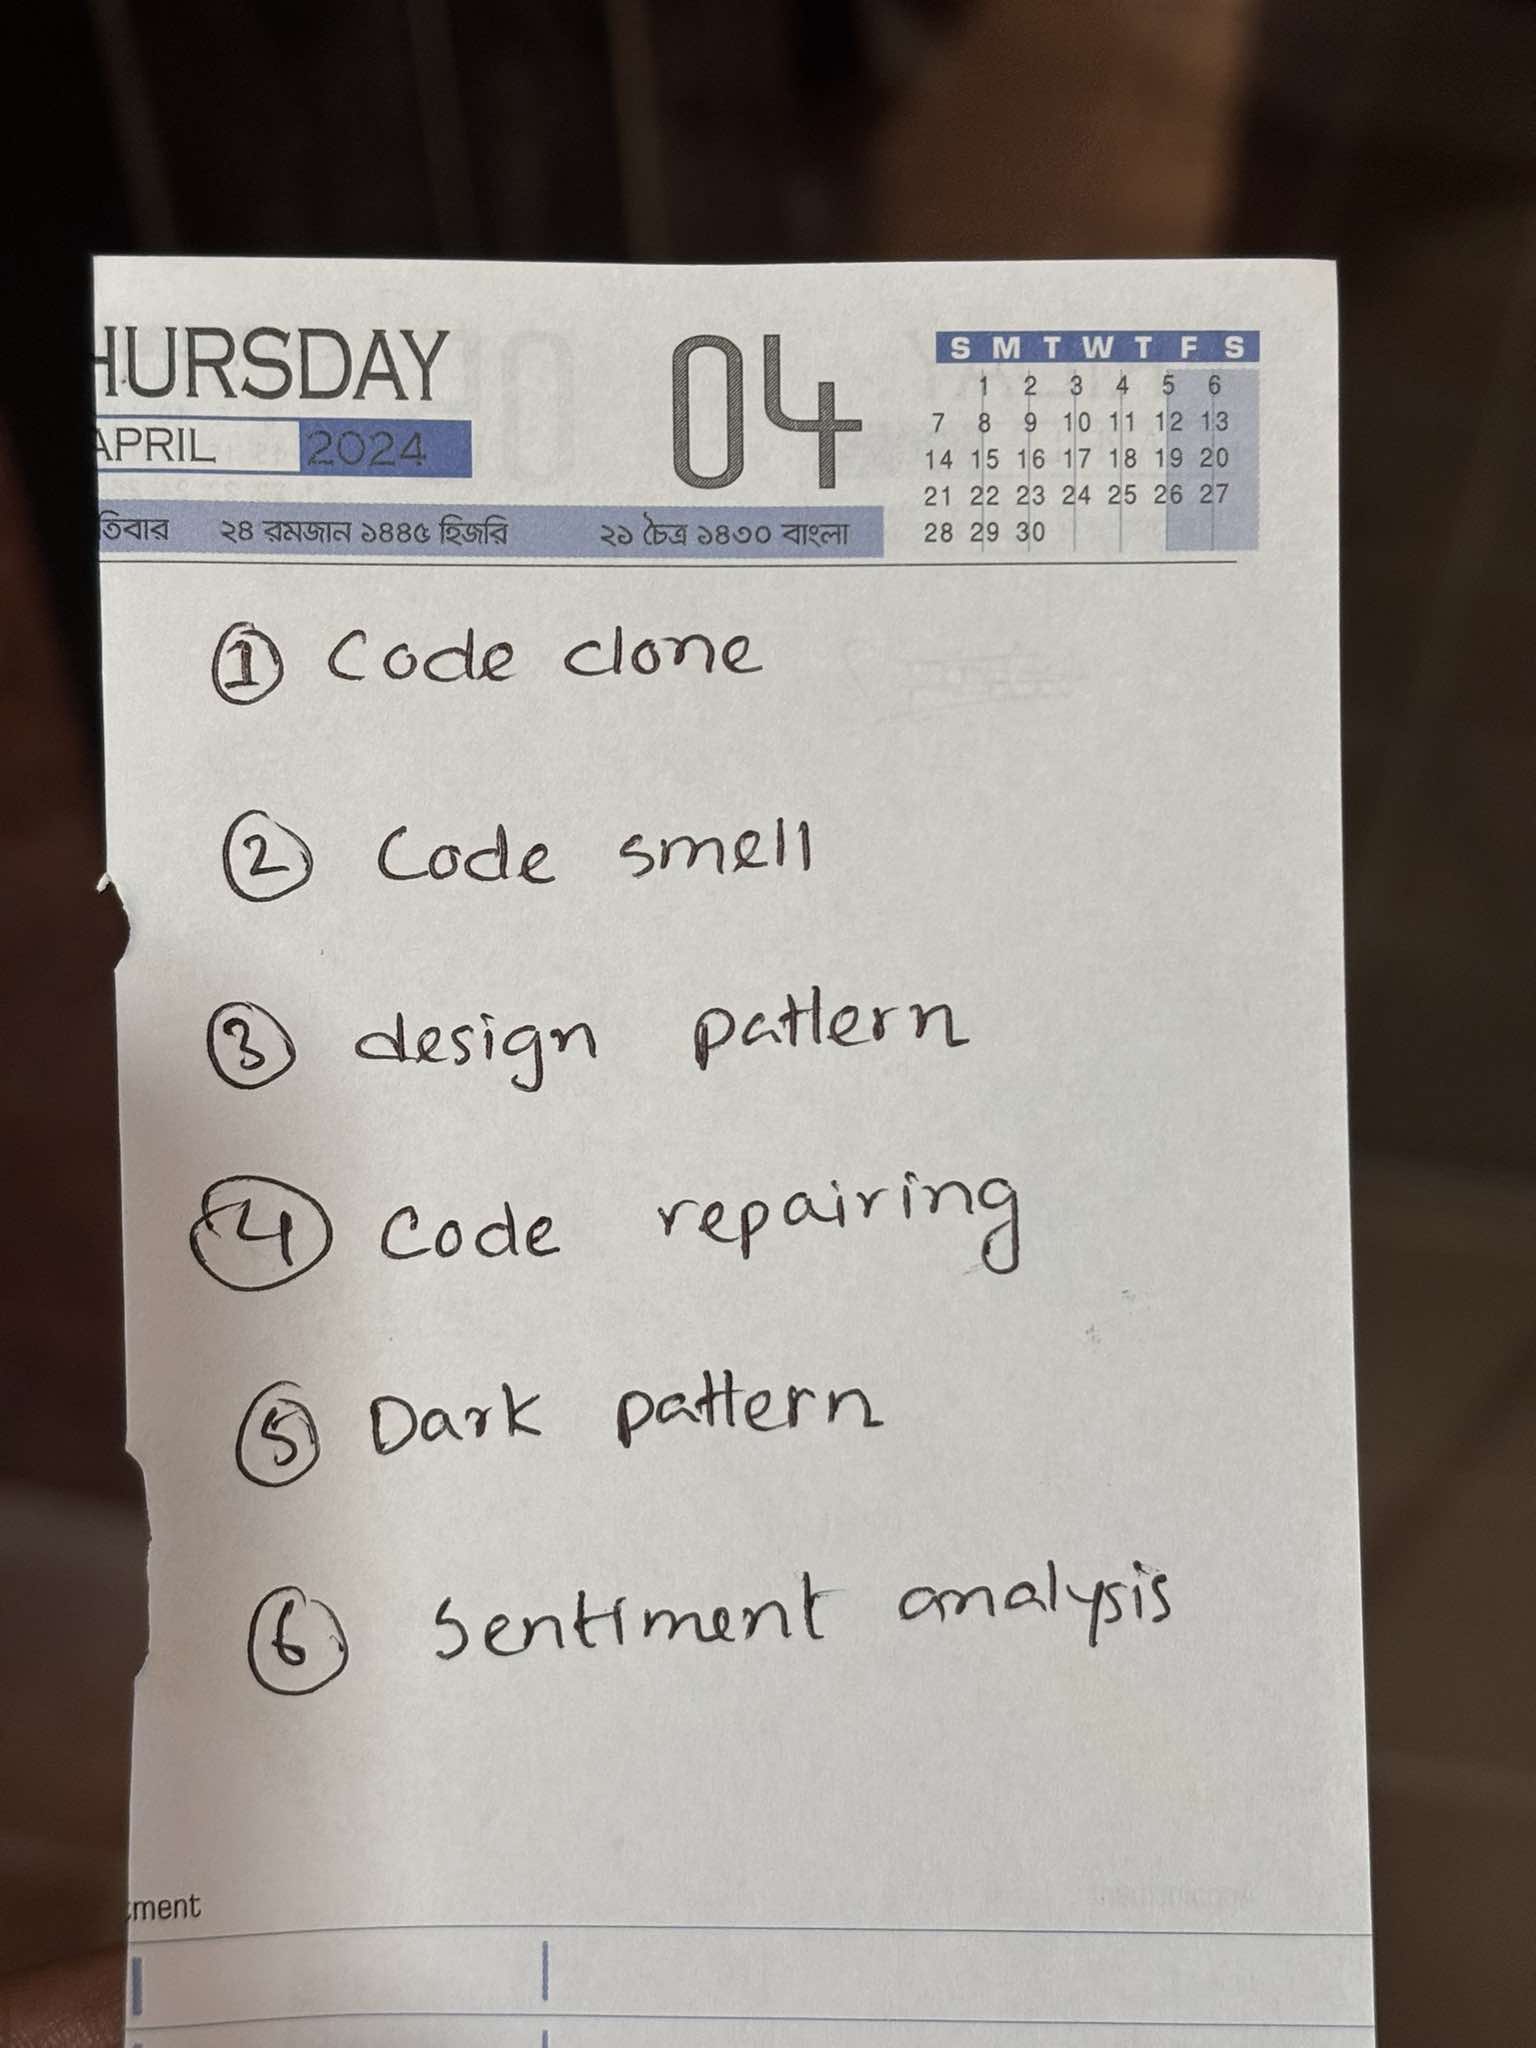 HURSDAY 04
APRIL 2024
তিবার ২৪ রমজান ১৪৪৫ হিজরি ২১ চৈত্র ১৪৩০ বাংলা
S M T W T F S
1 2 3 4 5 6
7 8 9 10 11 12 13
14 15 16 17 18 19 20
21 22 23 24 25 26 27
28 29 30
① Code clone
② Code smell
③ design pattern
④ Code repairing
⑤ Dark pattern
⑥ Sentiment analysis
ment